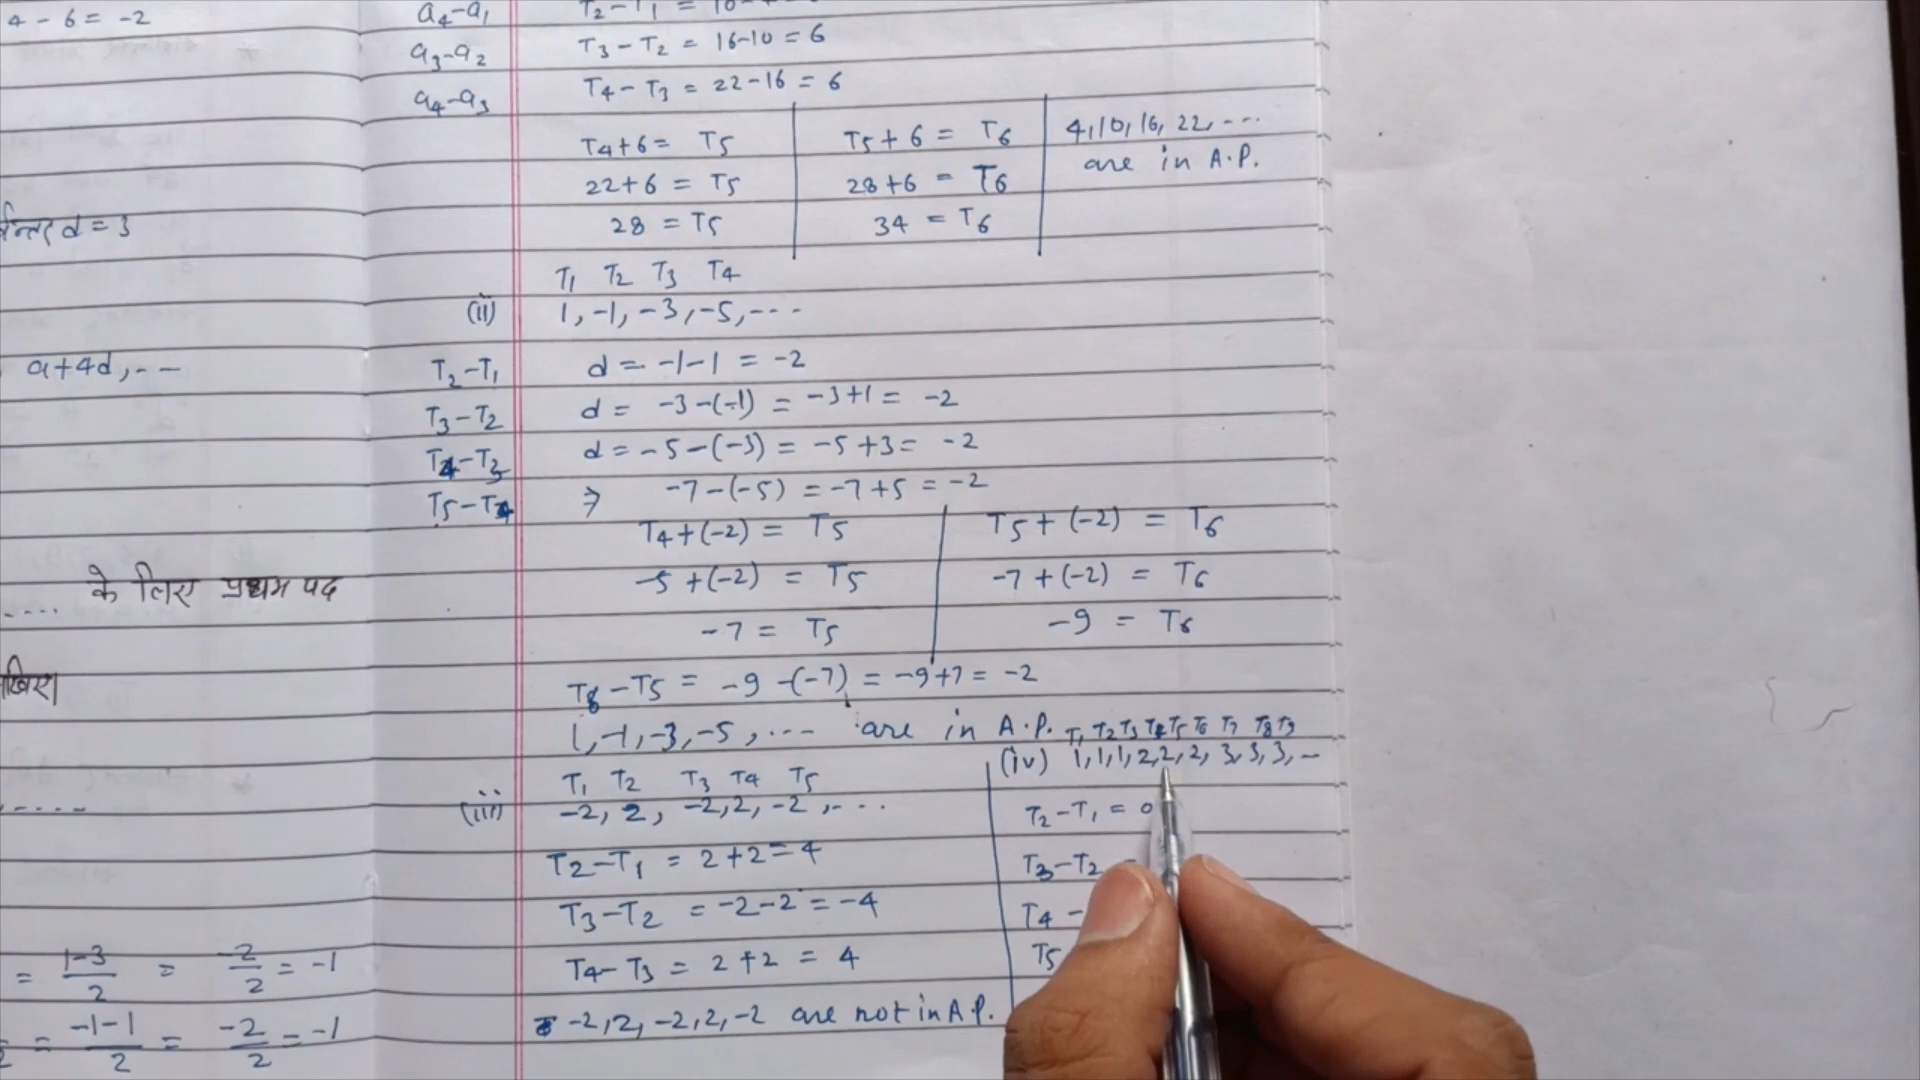 4 - 6 = -2
a4-a1
T3 - T2 = 16-10 = 6
a3-a2
T4 - T3 = 22-16 = 6
a4-a3
T4+6 = T5
T5+6 = T6
4,10,16, 22, ---
22+6 = T5
28+6 = T6
are in A.P.
28 = T5
34 = T6
d = 3
T1 T2 T3 T4
(ii) 1, -1, -3, -5, ---
a+4d, --
T2-T1 d = -1-1 = -2
T3-T2 d = -3-(-1) = -3+1 = -2
T4-T3 d = -5-(-3) = -5+3 = -2
T5-T4 ⇒ -7-(-5) = -7+5 = -2
T4+(-2) = T5
T5+(-2) = T6
.... के लिए प्रथम पद
-5+(-2) = T5
-7+(-2) = T6
-7 = T5
-9 = T6
T6-T5 = -9-(-7) = -9+7 = -2
1,-1,-3,-5, --- are in A.P.
T1 T2 T3 T4 T5 T6 T7 T8 T9
(iv) 1,1,1,2,2,2,3,3,3, --
T1 T2 T3 T4 T5
(iii) -2, 2, -2, 2, -2, ---
T2-T1 = 0
T2-T1 = 2+2 = 4
T3-T2
T3-T2 = -2-2 = -4
T4 -
T4-T3 = 2+2 = 4
T5
-2, 2, -2, 2, -2 are not in A.P.
= 1-3/2 = -2/2 = -1
= -1-1/2 = -2/2 = -1